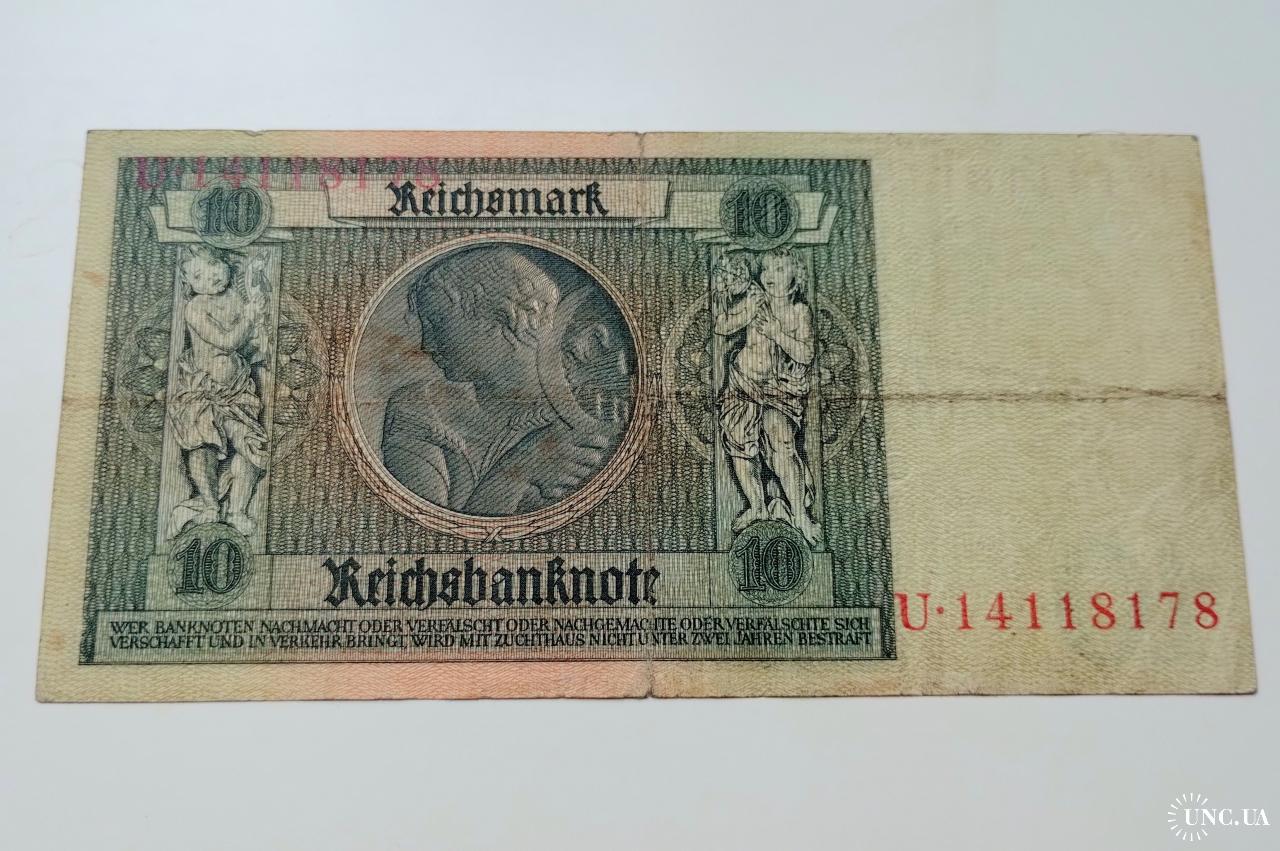 U·14118178
10 Reichsmark 10
10 Reichsbanknote 10
WER BANKNOTEN NACHMACHT ODER VERFÄLSCHT ODER NACHGEMACHTE ODER VERFÄLSCHTE SICH
VERSCHAFFT UND IN VERKEHR BRINGT, WIRD MIT ZUCHTHAUS NICHT UNTER ZWEI JAHREN BESTRAFT
U·14118178
UNC.UA